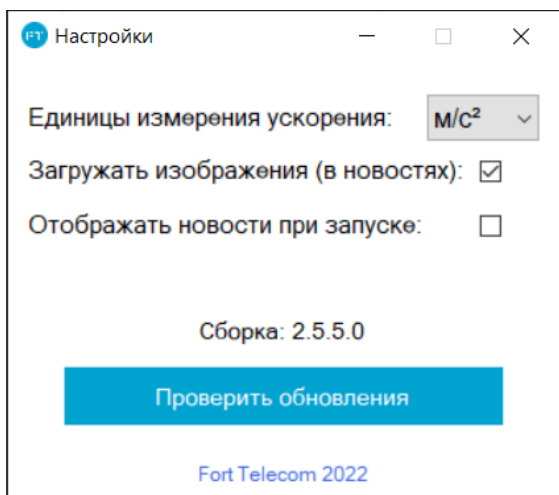 FT Настройки
Единицы измерения ускорения: м/с²
Загружать изображения (в новостях):
Отображать новости при запуске:
Сборка: 2.5.5.0
Проверить обновления
Fort Telecom 2022